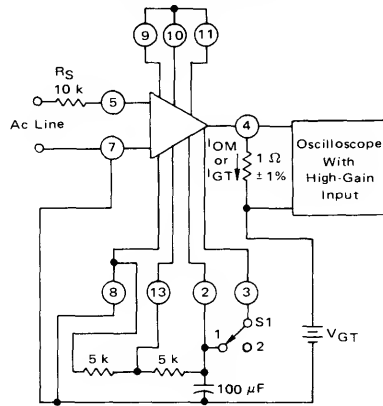 9 10 11
R_S
10 k
5
Ac Line
7
4
I_OM
or
I_GT
1 Ω
± 1%
Oscilloscope
With
High-Gain
Input
8 13 2 3
S1
1
2
5 k 5 k
100 μF
V_GT